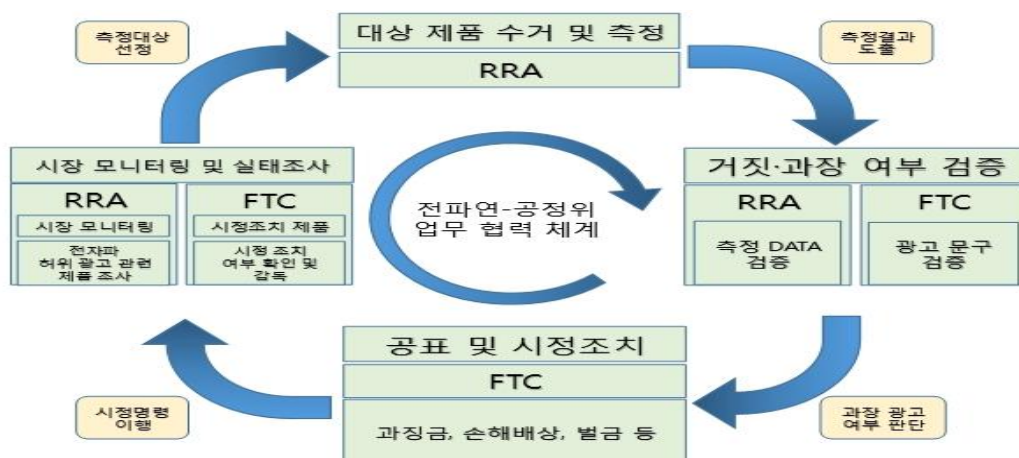 측정대상
선정
대상 제품 수거 및 측정
RRA
측정결과
도출
시장 모니터링 및 실태조사
RRA
시장 모니터링
전자파
허위 광고 관련
제품 조사
FTC
시정조치 제품
시정 조치
여부 확인 및
감독
전파연-공정위
업무 협력 체계
거짓·과장 여부 검증
RRA
측정 DATA
검증
FTC
광고 문구
검증
공표 및 시정조치
FTC
과징금, 손해배상, 벌금 등
시정명령
이행
과장 광고
여부 판단